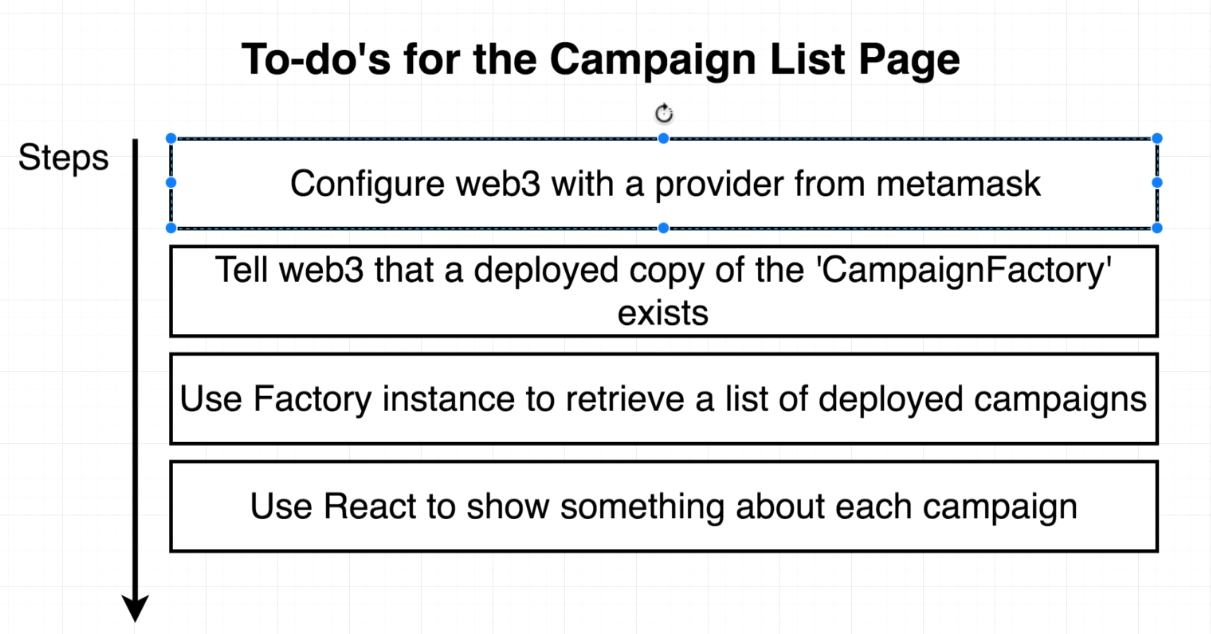 To-do's for the Campaign List Page
Steps
Configure web3 with a provider from metamask
Tell web3 that a deployed copy of the 'CampaignFactory'
exists
Use Factory instance to retrieve a list of deployed campaigns
Use React to show something about each campaign